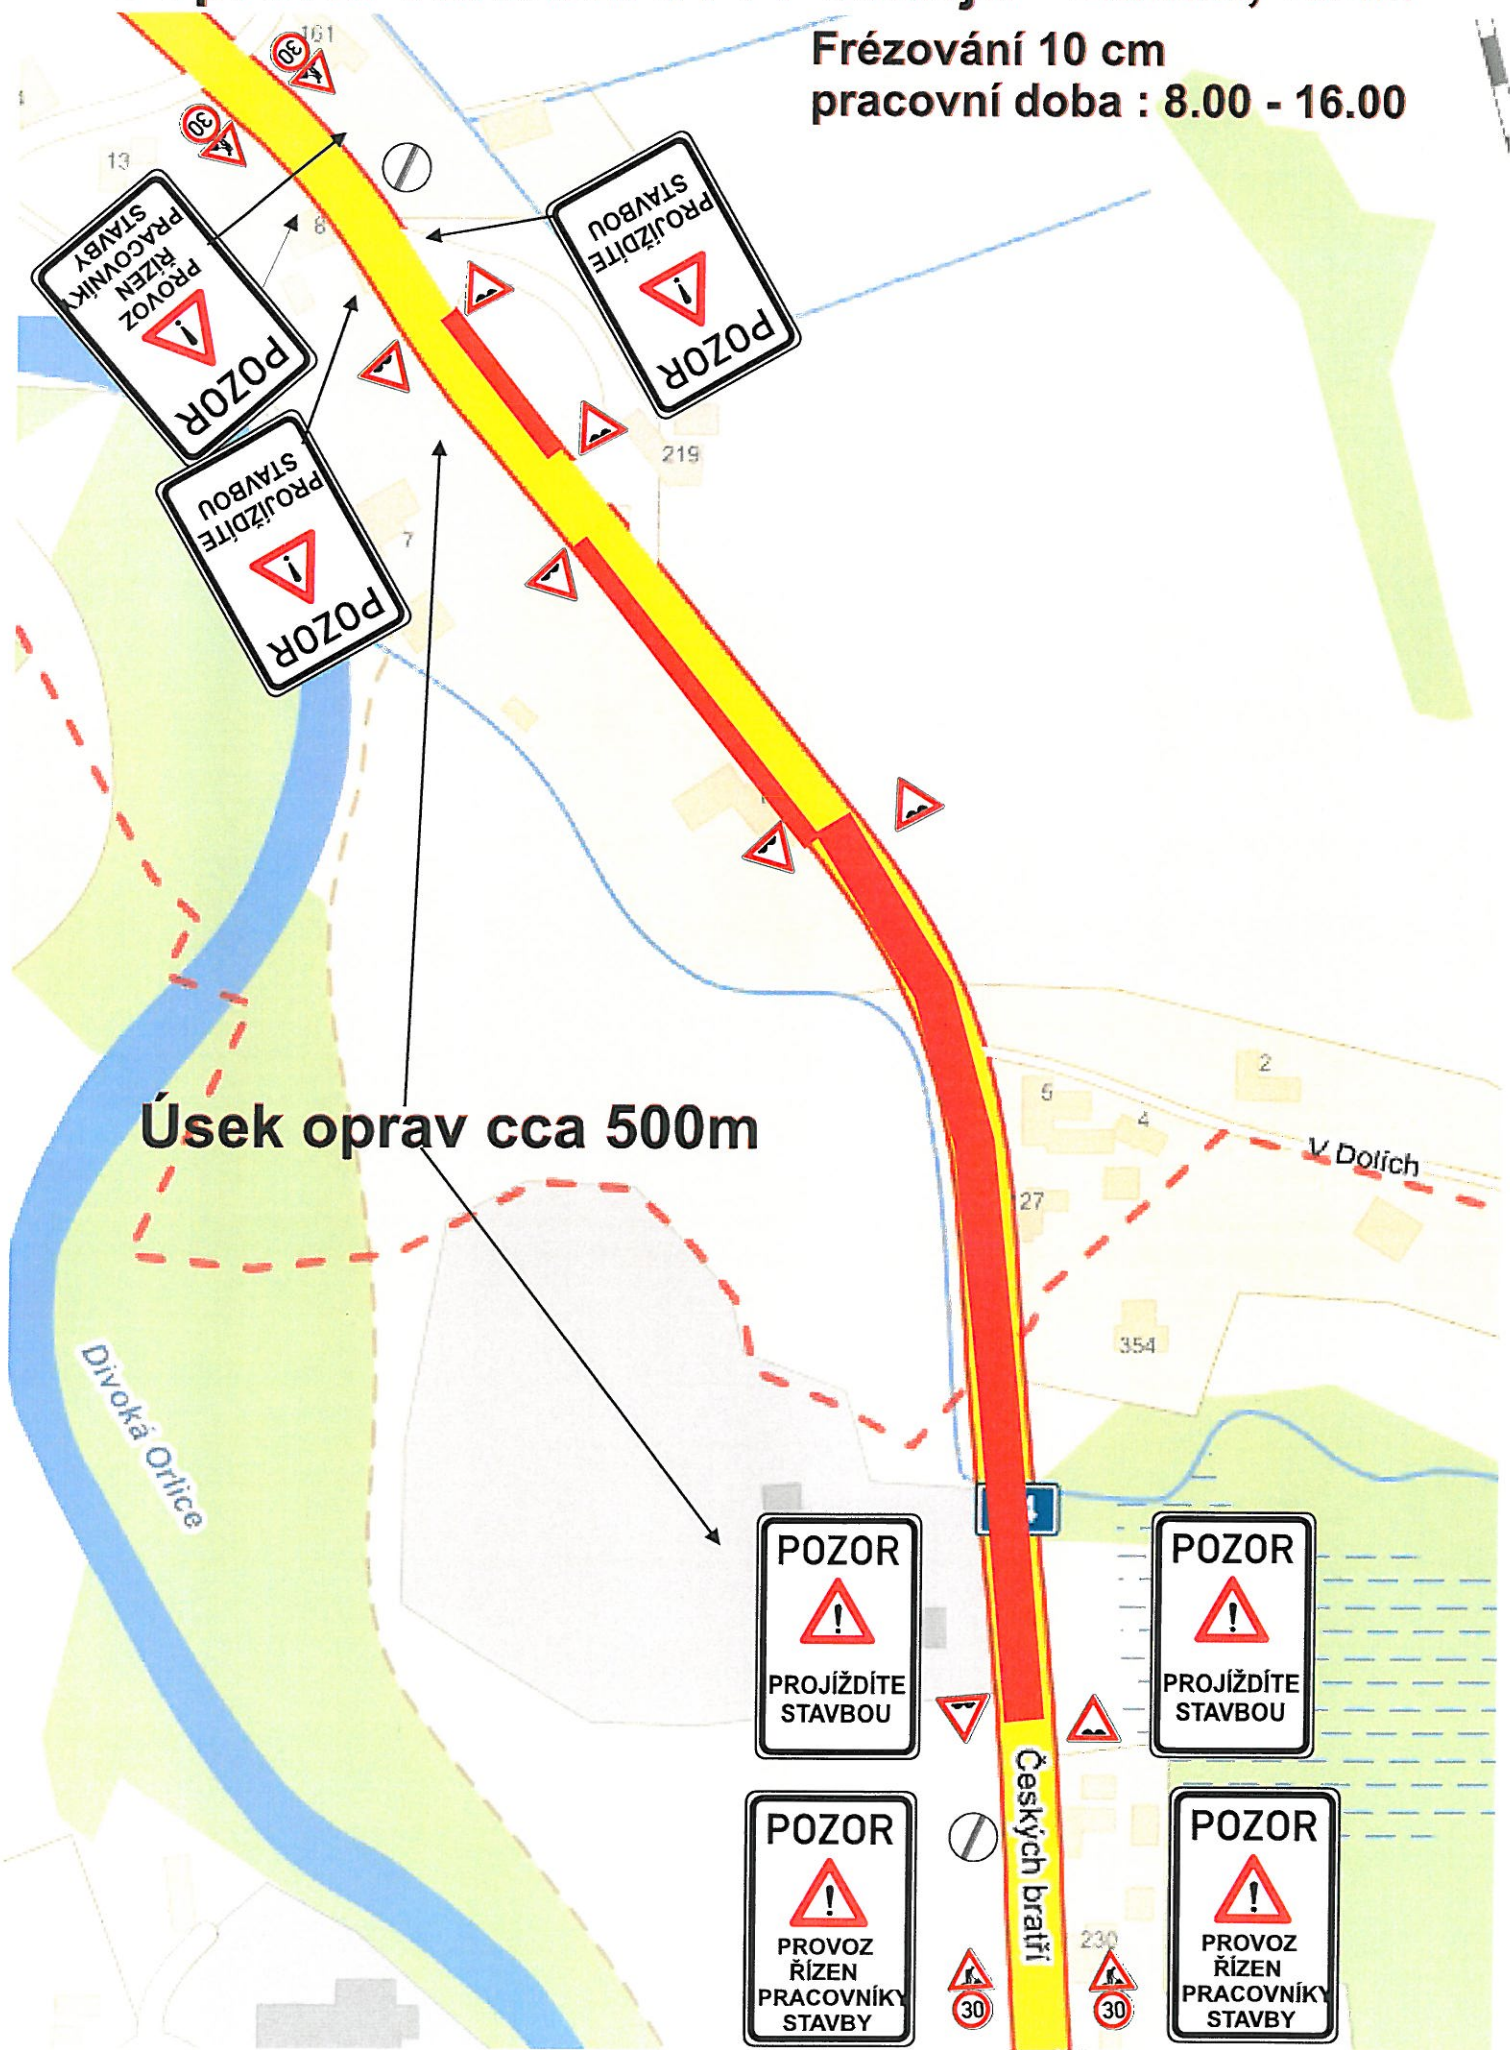 Frézování 10 cm
pracovní doba : 8.00 - 16.00
161
30
30
13
8
POZOR
!
PROVOZ
ŘÍZEN
PRACOVNÍKY
STAVBY
POZOR
!
PROJÍŽDÍTE
STAVBOU
POZOR
!
PROJÍŽDÍTE
STAVBOU
219
7
2
5
4
V Dolích
27
354
Úsek oprav cca 500m
Divoká Orlice
POZOR
!
PROJÍŽDÍTE
STAVBOU
POZOR
!
PROJÍŽDÍTE
STAVBOU
Českých bratří
POZOR
!
PROVOZ
ŘÍZEN
PRACOVNÍKY
STAVBY
POZOR
!
PROVOZ
ŘÍZEN
PRACOVNÍKY
STAVBY
230
30
30